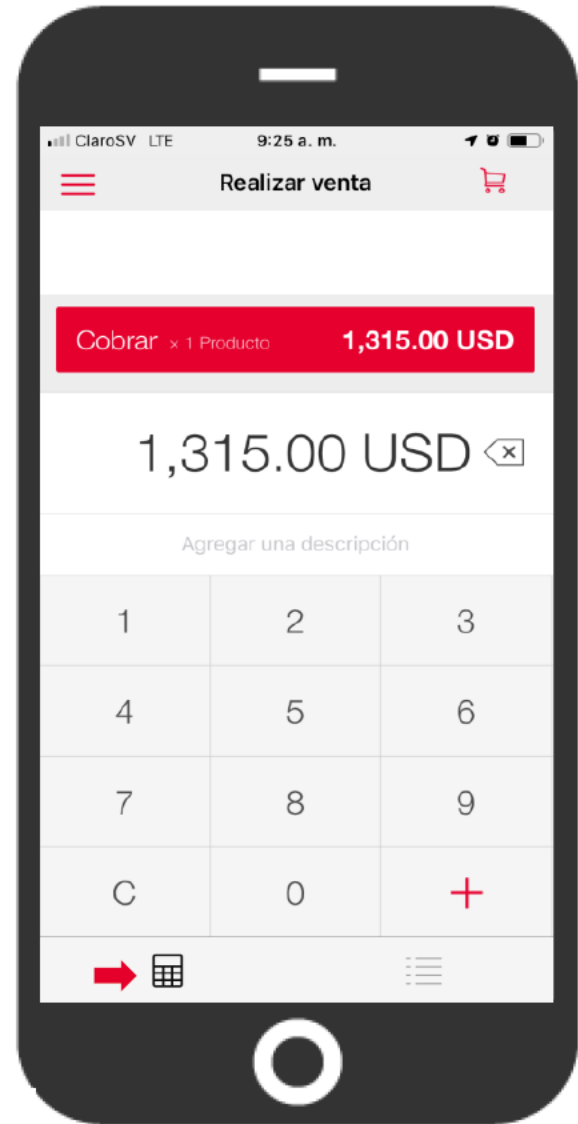 ClaroSV LTE 9:25 a. m.
Realizar venta
Cobrar × 1 Producto 1,315.00 USD
1,315.00 USD
Agregar una descripción
1 2 3
4 5 6
7 8 9
C 0 +